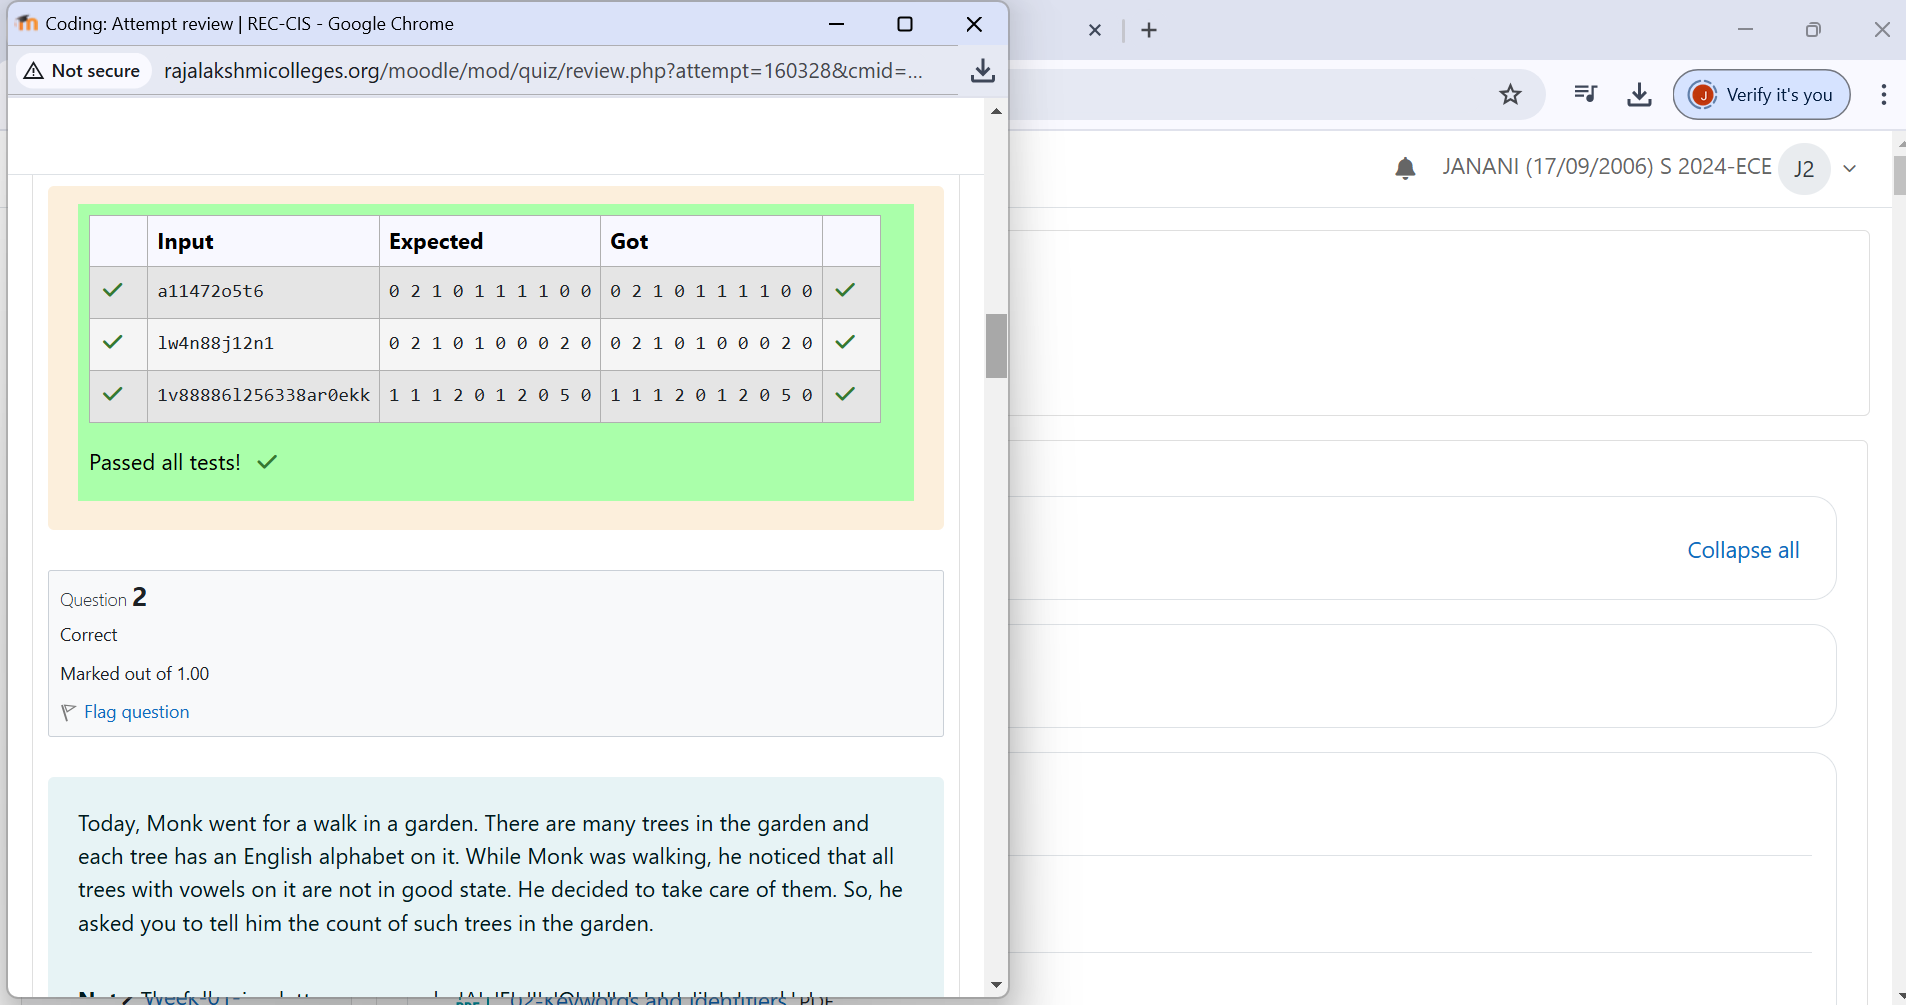 Coding: Attempt review | REC-CIS - Google Chrome
Not secure
rajalakshmicolleges.org/moodle/mod/quiz/review.php?attempt=160328&cmid=...
J Verify it's you
JANANI (17/09/2006) S 2024-ECE J2
Input Expected Got
a11472o5t6 0 2 1 0 1 1 1 1 0 0 0 2 1 0 1 1 1 1 0 0
lw4n88j12n1 0 2 1 0 1 0 0 0 2 0 0 2 1 0 1 0 0 0 2 0
1v88886l256338ar0ekk 1 1 1 2 0 1 2 0 5 0 1 1 1 2 0 1 2 0 5 0
Passed all tests!
Collapse all
Question 2
Correct
Marked out of 1.00
Flag question
Today, Monk went for a walk in a garden. There are many trees in the garden and
each tree has an English alphabet on it. While Monk was walking, he noticed that all
trees with vowels on it are not in good state. He decided to take care of them. So, he
asked you to tell him the count of such trees in the garden.